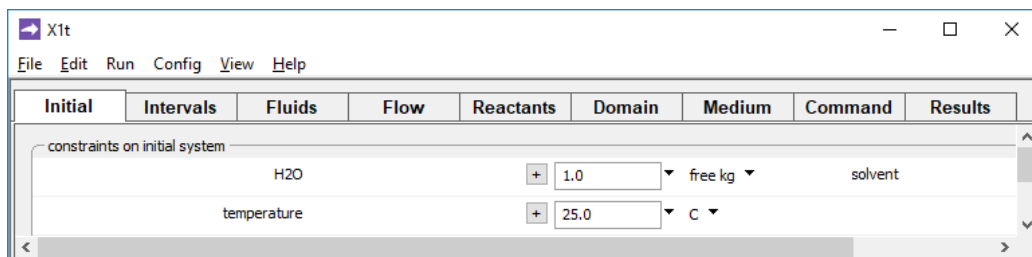 X1t
File Edit Run Config View Help
Initial Intervals Fluids Flow Reactants Domain Medium Command Results
constraints on initial system
H2O + 1.0 free kg solvent
temperature + 25.0 C